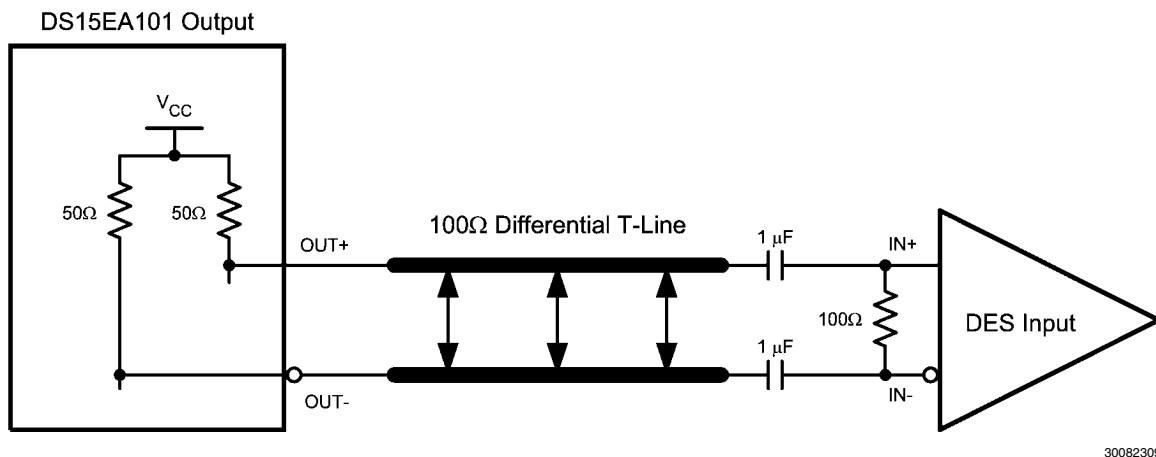 DS15EA101 Output
VCC
50Ω
50Ω
OUT+
OUT-
100Ω Differential T-Line
1 μF
1 μF
IN+
100Ω
IN-
DES Input
30082309